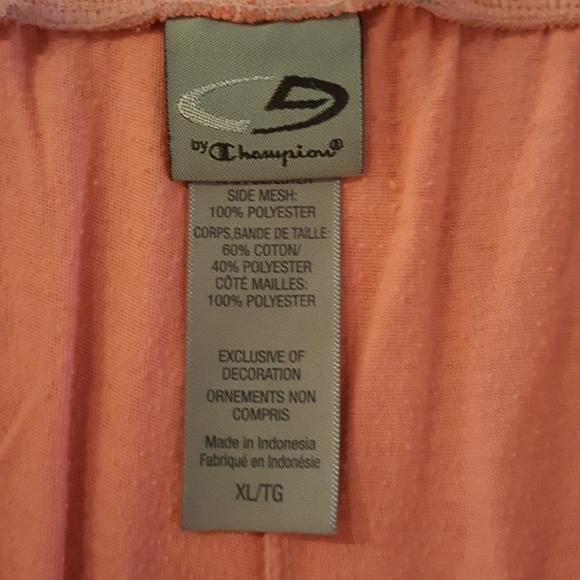 by Champion®
SIDE MESH:
100% POLYESTER
CORPS,BANDE DE TAILLE:
60% COTON/
40% POLYESTER
CÔTÉ MAILLES:
100% POLYESTER
EXCLUSIVE OF
DECORATION
ORNEMENTS NON
COMPRIS
Made in Indonesia
Fabriqué en Indonésie
XL/TG